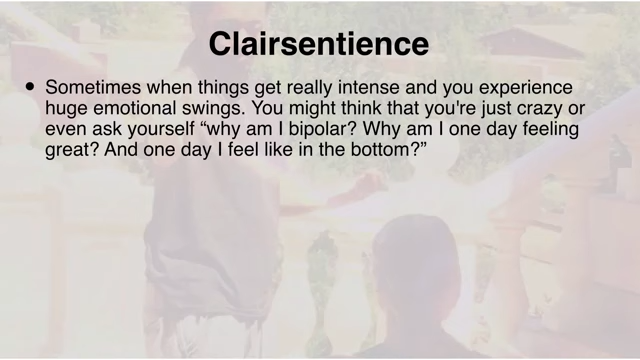 Clairsentience
• Sometimes when things get really intense and you experience
huge emotional swings. You might think that you're just crazy or
even ask yourself “why am I bipolar? Why am I one day feeling
great? And one day I feel like in the bottom?”